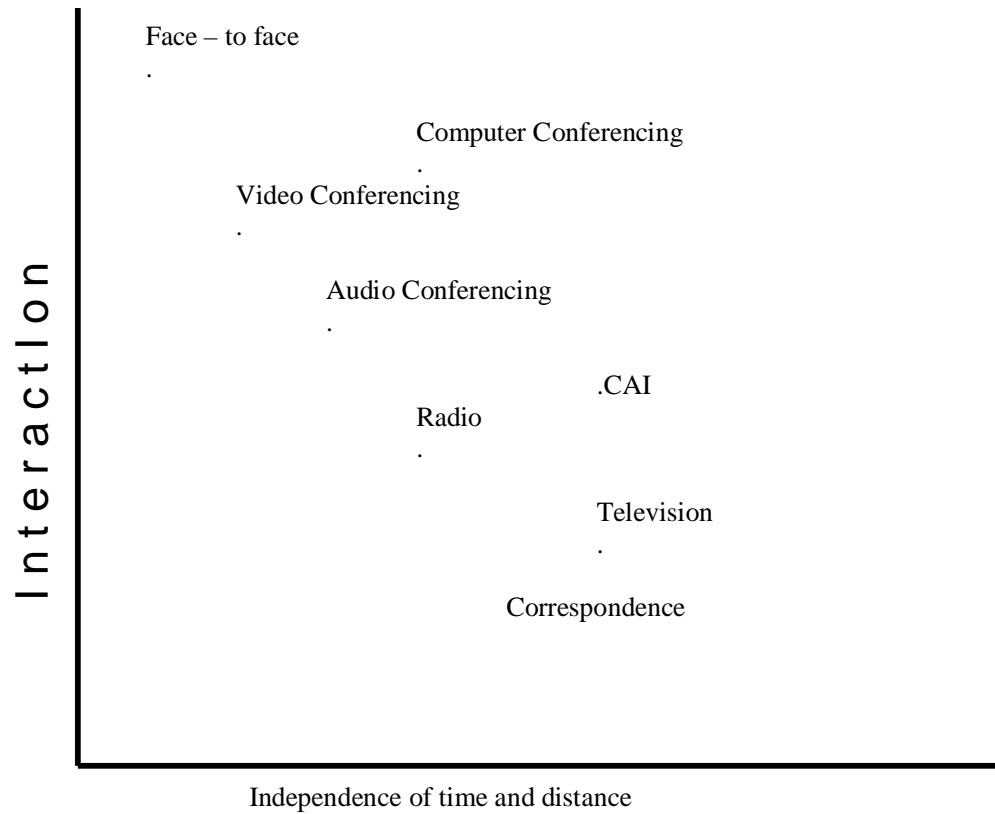 Face – to face
.
Computer Conferencing
.
Video Conferencing
.
Audio Conferencing
.
.CAI
Radio
.
Television
.
Correspondence
Interaction
Independence of time and distance